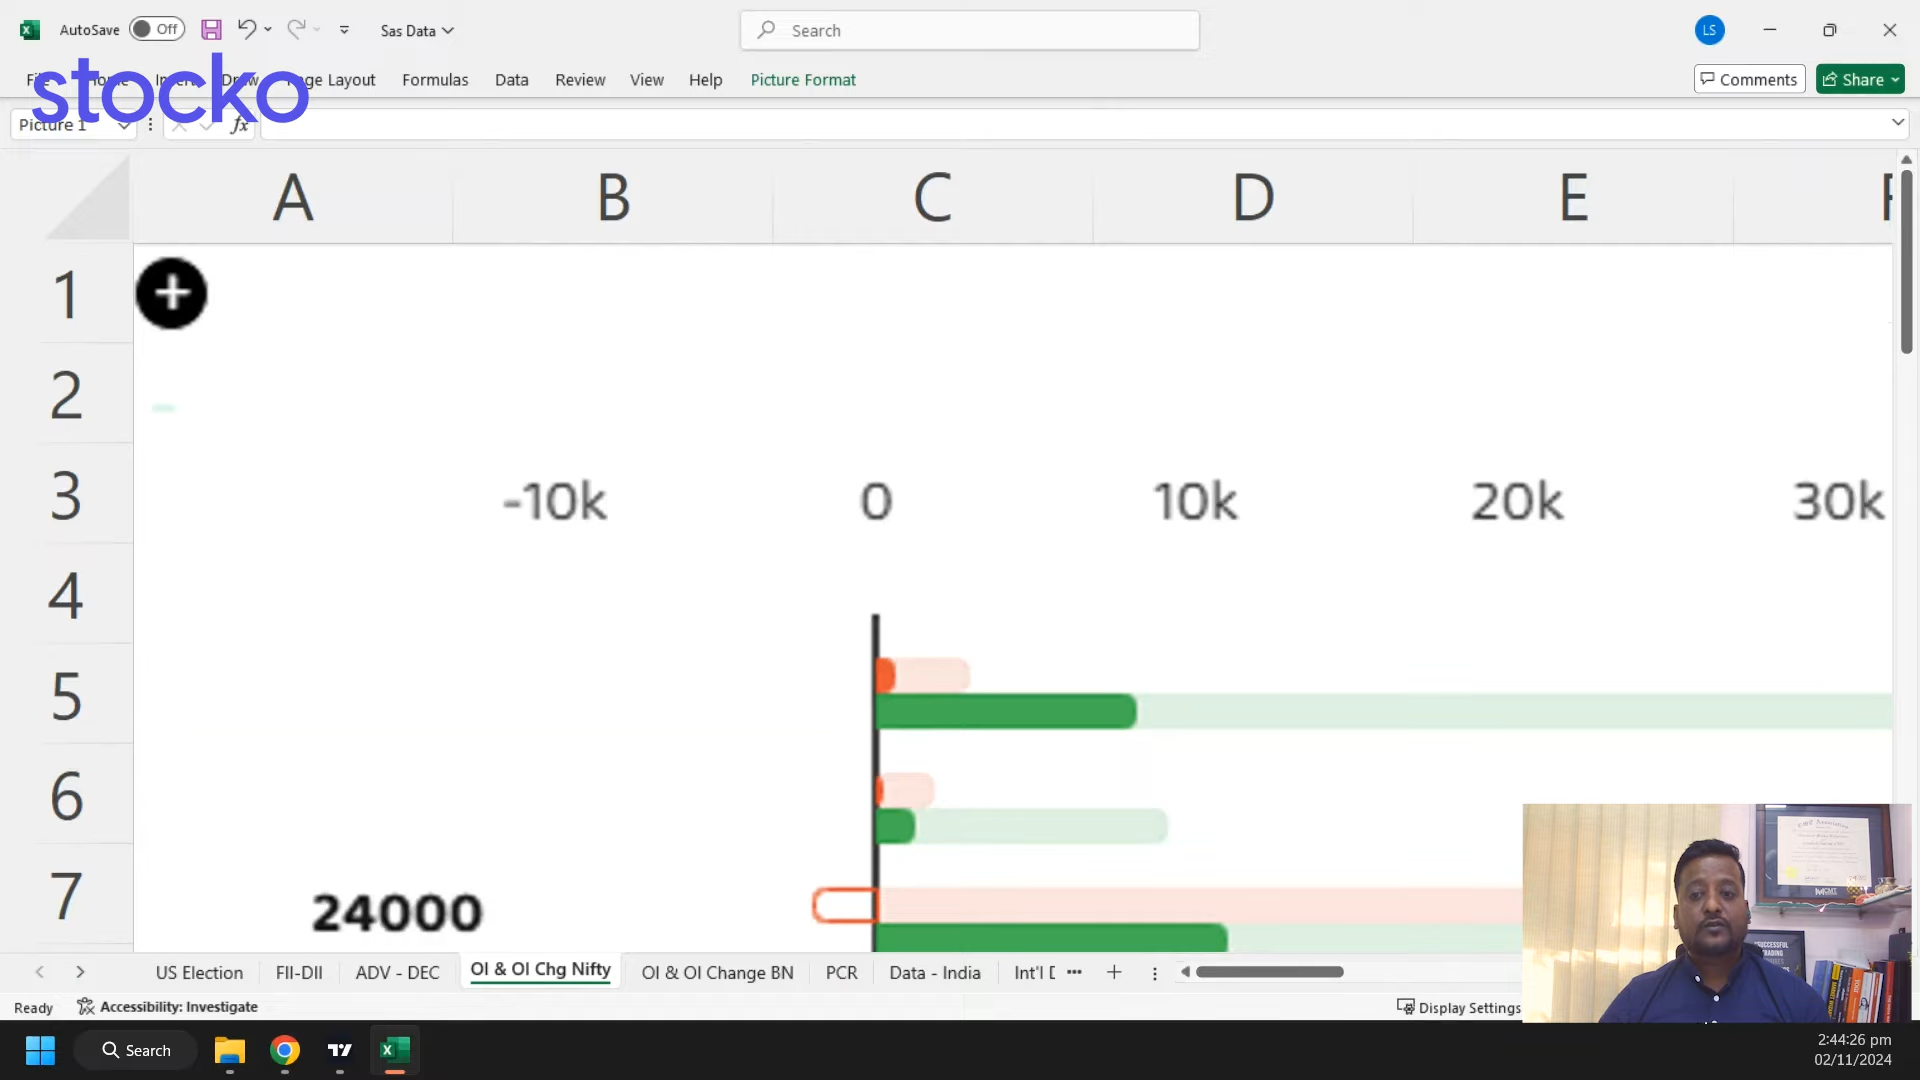 AutoSave Off Sas Data Search LS
stocko
Page Layout Formulas Data Review View Help Picture Format Comments Share
Picture 1 fx
A B C D E F
1
2
3 -10k 0 10k 20k 30k
4
5
6
7 24000
US Election FII-DII ADV - DEC OI & OI Chg Nifty OI & OI Change BN PCR Data - India Int'l D
Ready Accessibility: Investigate Display Settings
Search 2:44:26 pm
02/11/2024